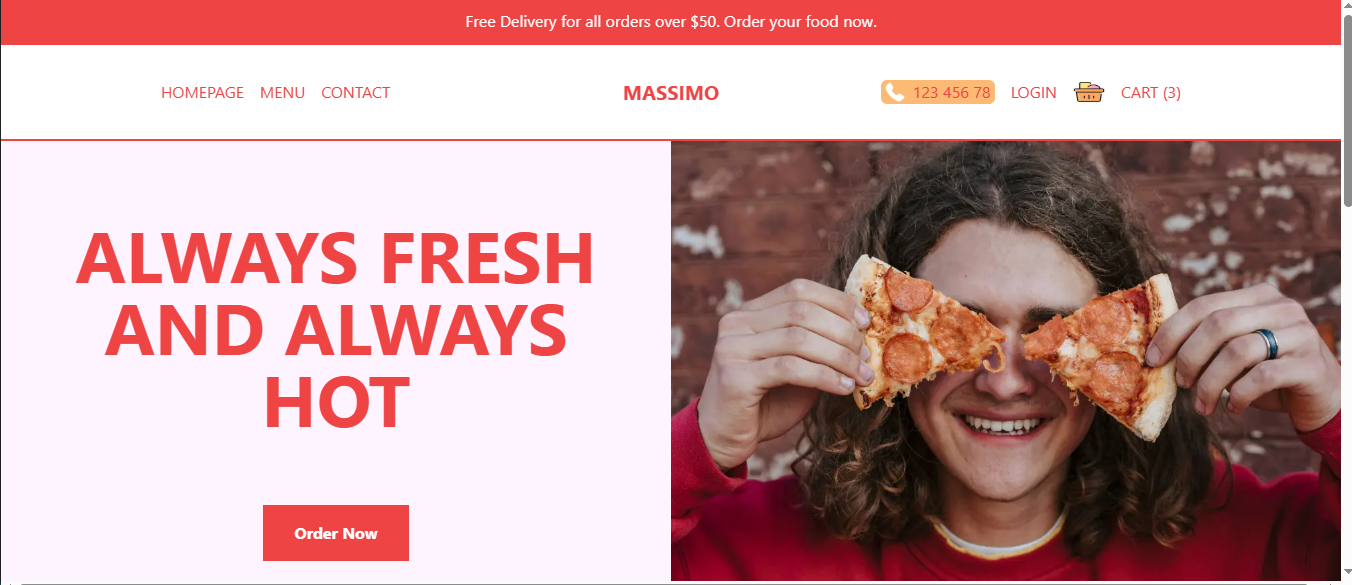 Free Delivery for all orders over $50. Order your food now.
HOMEPAGE MENU CONTACT MASSIMO 123 456 78 LOGIN CART (3)
ALWAYS FRESH
AND ALWAYS
HOT
Order Now